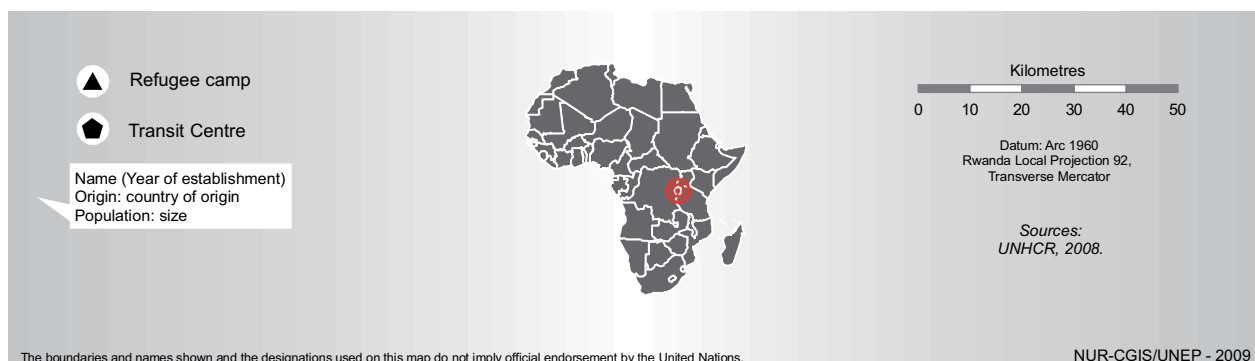 Refugee camp
Transit Centre
Name (Year of establishment)
Origin: country of origin
Population: size
Kilometres
0 10 20 30 40 50
Datum: Arc 1960
Rwanda Local Projection 92,
Transverse Mercator
Sources:
UNHCR, 2008.
The boundaries and names shown and the designations used on this map do not imply official endorsement by the United Nations.
NUR-CGIS/UNEP - 2009